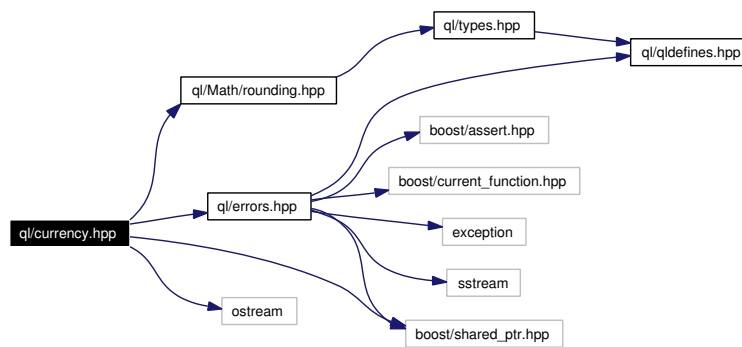 ql/types.hpp
ql/qldefines.hpp
ql/Math/rounding.hpp
boost/assert.hpp
boost/current_function.hpp
ql/errors.hpp
ql/currency.hpp
exception
sstream
ostream
boost/shared_ptr.hpp